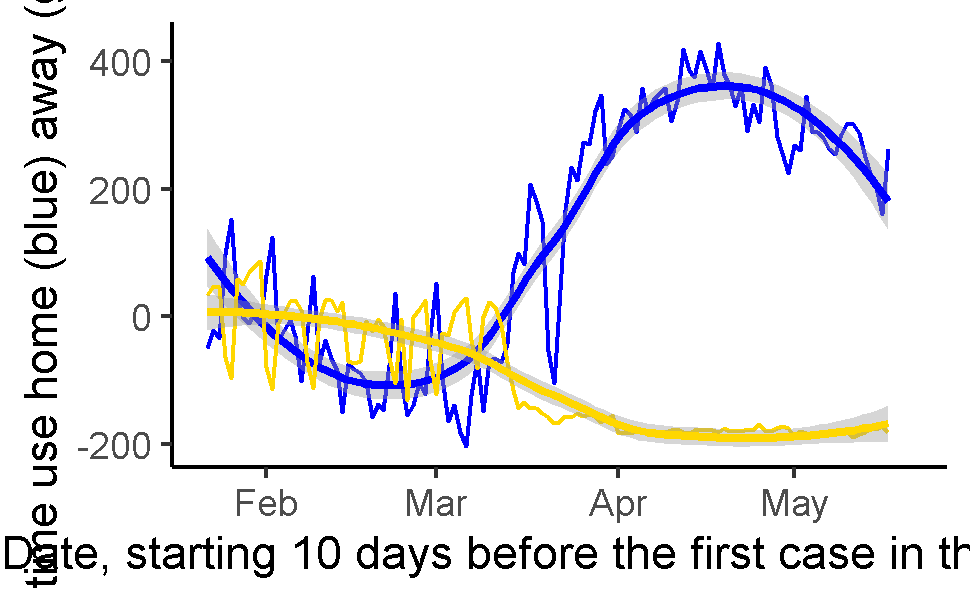 time use home (blue) away (
400
200
0
-200
Feb Mar Apr May
Date, starting 10 days before the first case in th